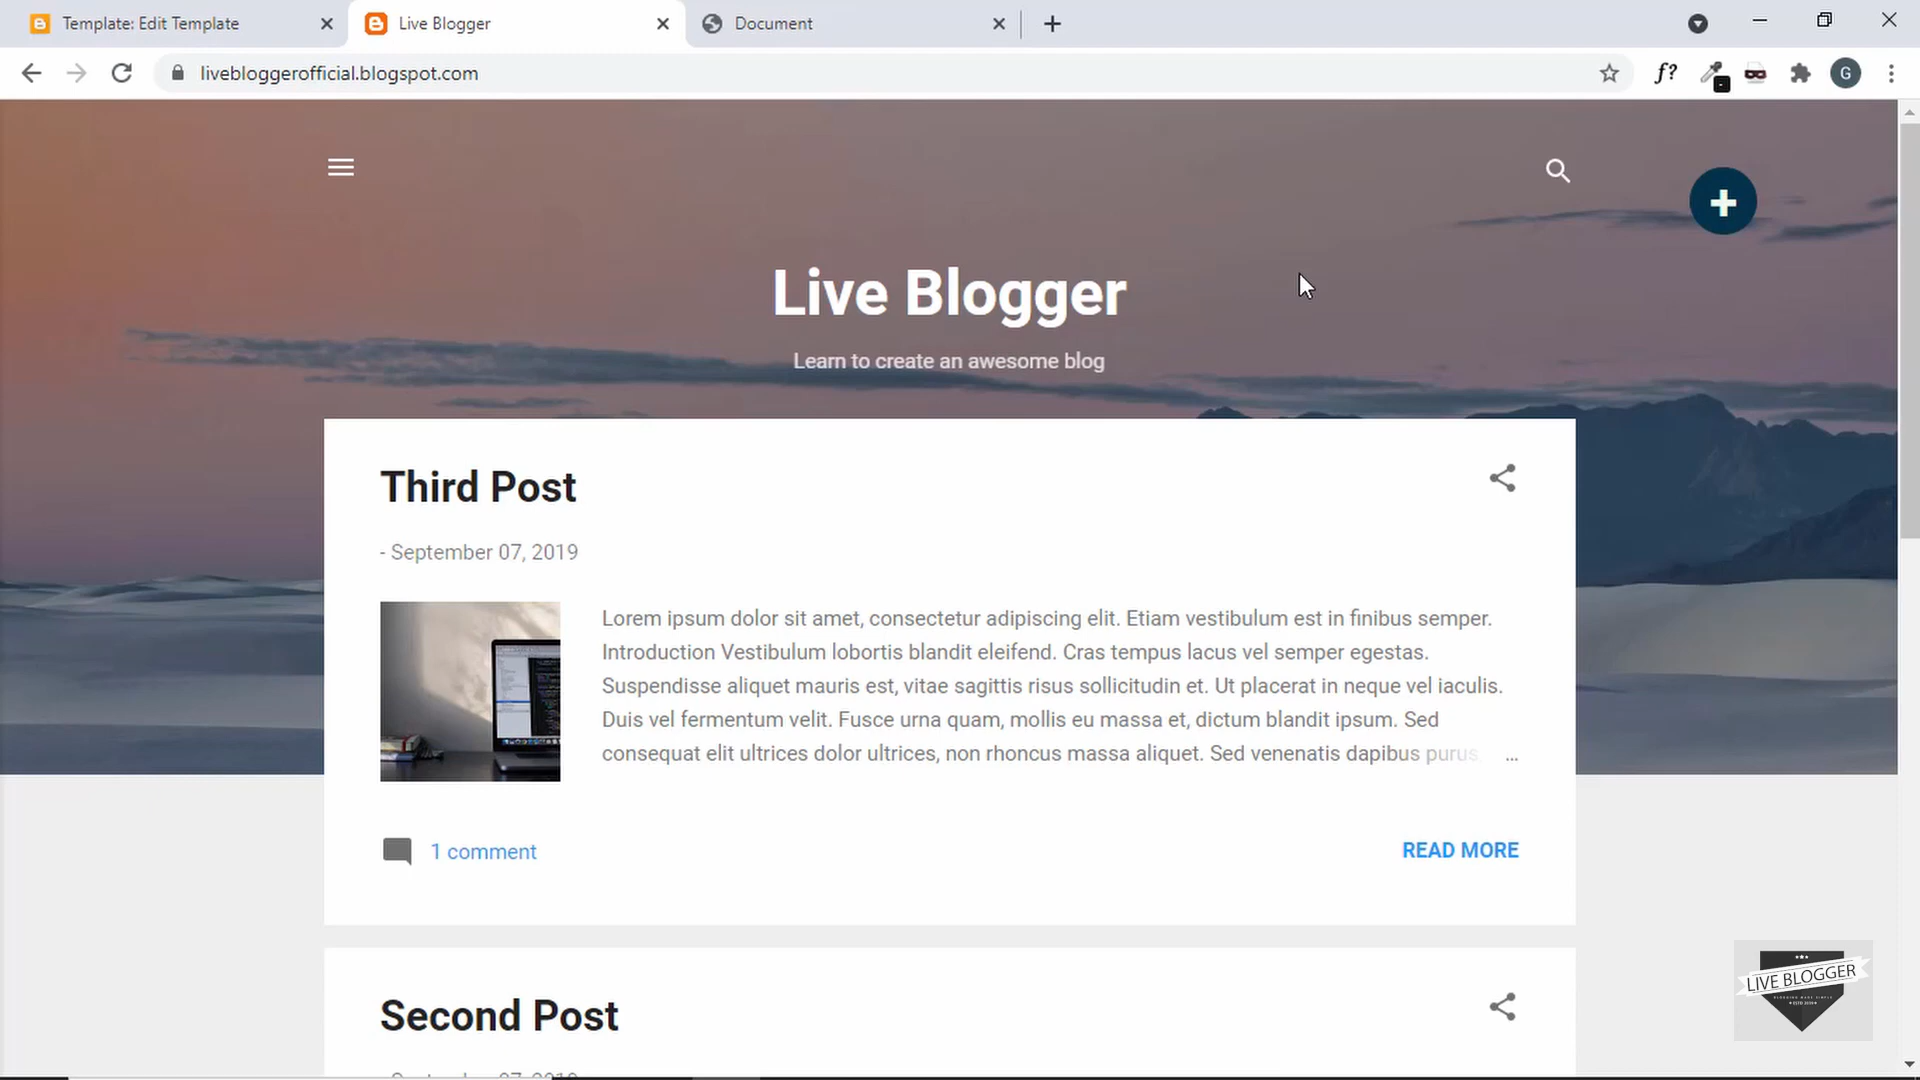 Template: Edit Template
Live Blogger
Document
livebloggerofficial.blogspot.com
f?
G
Live Blogger
Learn to create an awesome blog
Third Post
- September 07, 2019
Lorem ipsum dolor sit amet, consectetur adipiscing elit. Etiam vestibulum est in finibus semper.
Introduction Vestibulum lobortis blandit eleifend. Cras tempus lacus vel semper egestas.
Suspendisse aliquet mauris est, vitae sagittis risus sollicitudin et. Ut placerat in neque vel iaculis.
Duis vel fermentum velit. Fusce urna quam, mollis eu massa et, dictum blandit ipsum. Sed
consequat elit ultrices dolor ultrices, non rhoncus massa aliquet. Sed venenatis dapibus purus, ...
1 comment
READ MORE
Second Post
LIVE BLOGGER